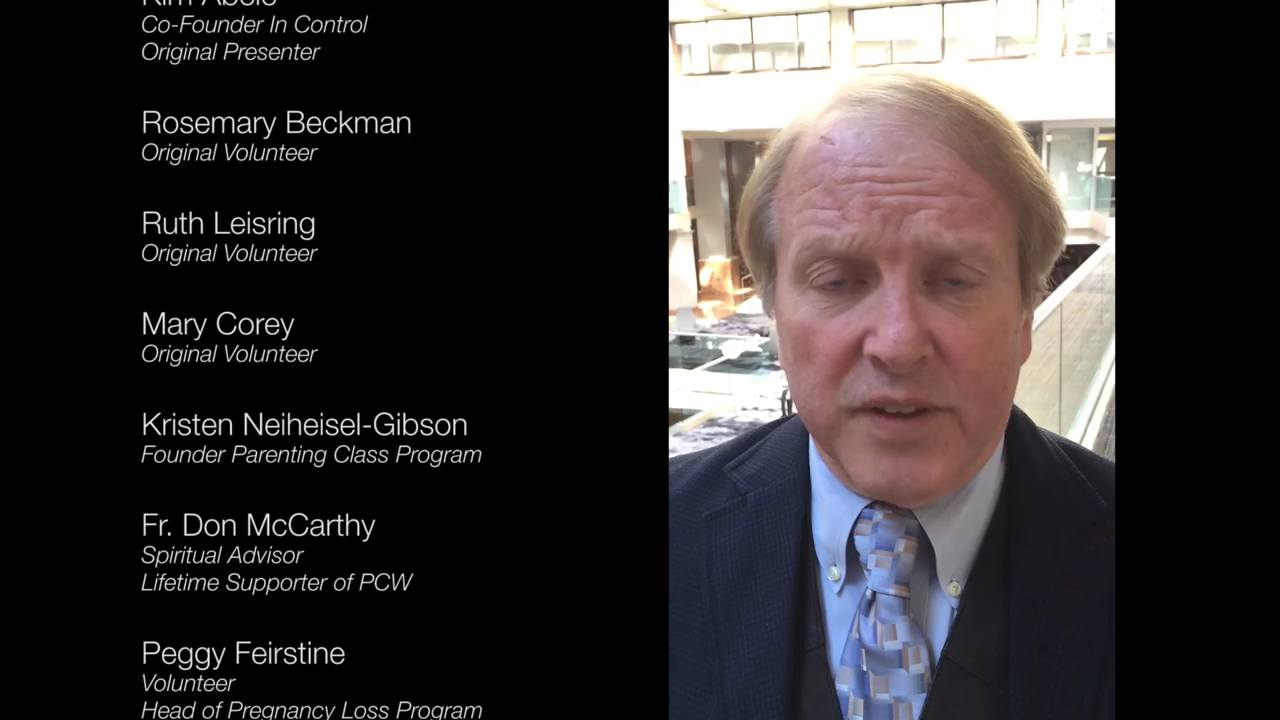 Co-Founder In Control
Original Presenter
Rosemary Beckman
Original Volunteer
Ruth Leisring
Original Volunteer
Mary Corey
Original Volunteer
Kristen Neiheisel-Gibson
Founder Parenting Class Program
Fr. Don McCarthy
Spiritual Advisor
Lifetime Supporter of PCW
Peggy Feirstine
Volunteer
Head of Pregnancy Loss Program